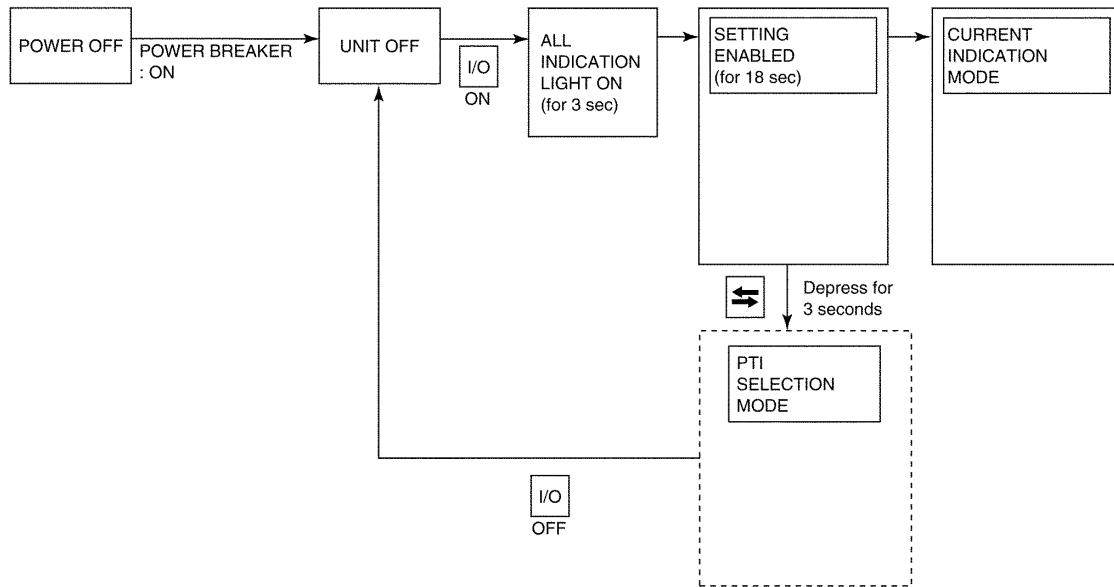 POWER OFF
POWER BREAKER
: ON
UNIT OFF
I/O
ON
ALL
INDICATION
LIGHT ON
(for 3 sec)
SETTING
ENABLED
(for 18 sec)
CURRENT
INDICATION
MODE
Depress for
3 seconds
PTI
SELECTION
MODE
I/O
OFF